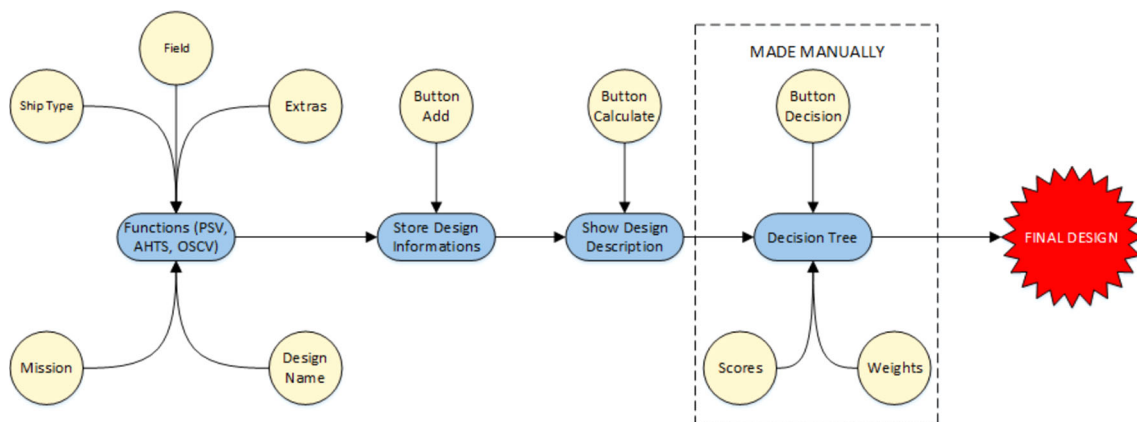 Field
MADE MANUALLY
Ship Type
Extras
Button
Add
Button
Calculate
Button
Decision
Functions (PSV,
AHTS, OSCV)
Store Design
Informations
Show Design
Description
Decision Tree
FINAL DESIGN
Mission
Design
Name
Scores
Weights